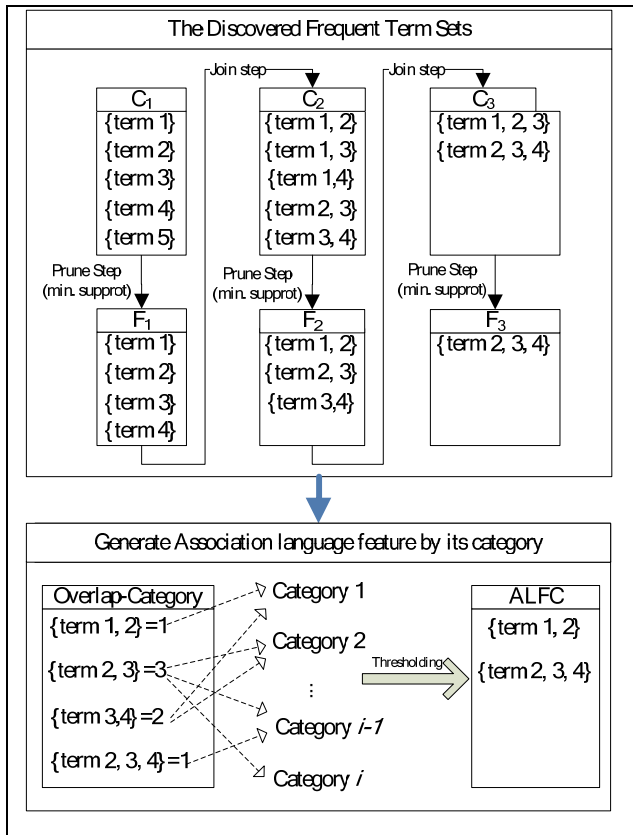 The Discovered Frequent Term Sets
Join step
Join step
C1
{term 1}
{term 2}
{term 3}
{term 4}
{term 5}
C2
{term 1, 2}
{term 1, 3}
{term 1,4}
{term 2, 3}
{term 3, 4}
C3
{term 1, 2, 3}
{term 2, 3, 4}
Prune Step
(min. supprot)
Prune Step
(min. supprot)
Prune Step
(min. supprot)
F1
{term 1}
{term 2}
{term 3}
{term 4}
F2
{term 1, 2}
{term 2, 3}
{term 3,4}
F3
{term 2, 3, 4}
Generate Association language feature by its category
Overlap-Category
{term 1, 2}=1
{term 2, 3}=3
{term 3,4}=2
{term 2, 3, 4}=1
Category 1
Category 2
...
Category i-1
Category i
Thresholding
ALFC
{term 1, 2}
{term 2, 3, 4}